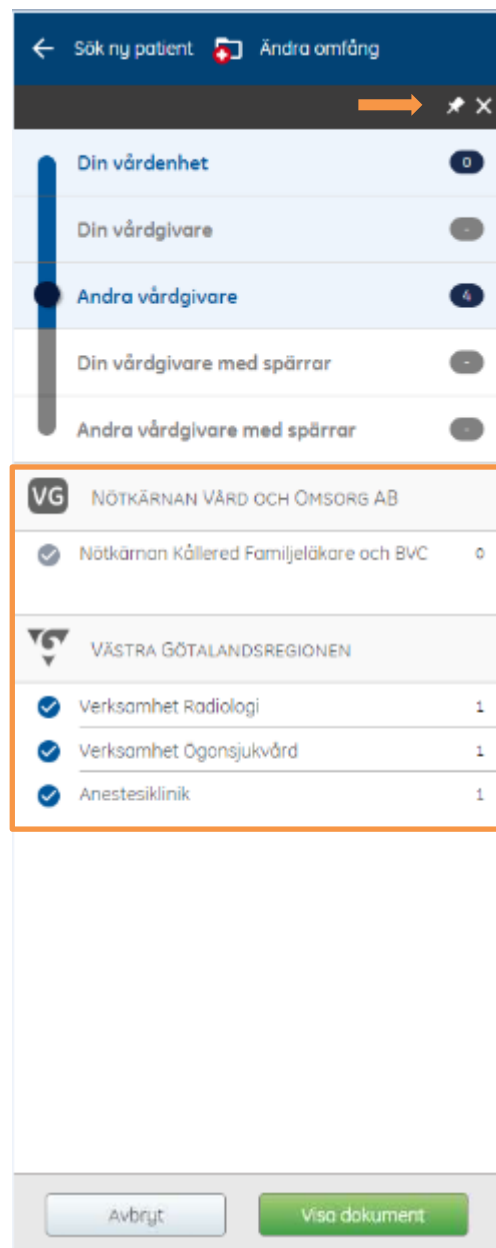 Sök ny patient Ändra omfång
Din vårdenhet 0
Din vårdgivare -
Andra vårdgivare 4
Din vårdgivare med spärrar -
Andra vårdgivare med spärrar -
VG NÖTKÄRNAN VÅRD OCH OMSORG AB
Nötkärnan Kållered Familjeläkare och BVC 0
VÄSTRA GÖTALANDSREGIONEN
Verksamhet Radiologi 1
Verksamhet Ögonsjukvård 1
Anestesiklinik 1
Avbryt Visa dokument